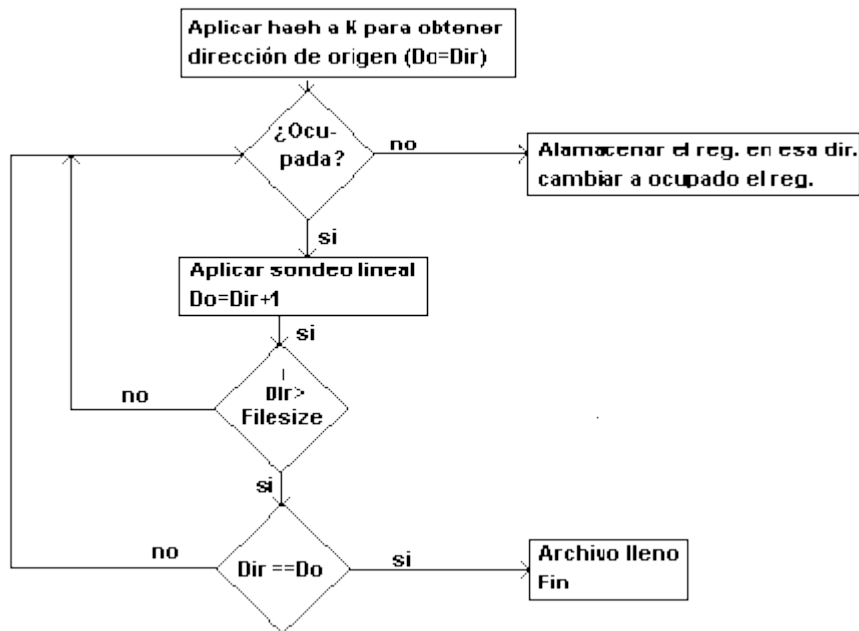 Aplicar hash a K para obtener
dirección de origen (Do=Dir)
¿Ocu-
pada?
no
Alamacenar el reg. en esa dir.
cambiar a ocupado el reg.
si
Aplicar sondeo lineal
Do=Dir+1
si
Dir>
Filesize
no
si
Dir ==Do
no
si
Archivo lleno
Fin